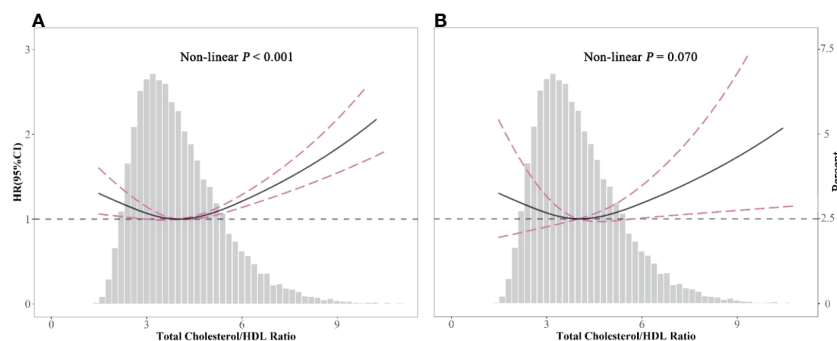 A
B
Non-linear P < 0.001
Non-linear P = 0.070
3
2
1
0
HR(95%CI)
7.5
5
2.5
0
Percent
0 3 6 9
Total Cholesterol/HDL Ratio
0 3 6 9
Total Cholesterol/HDL Ratio